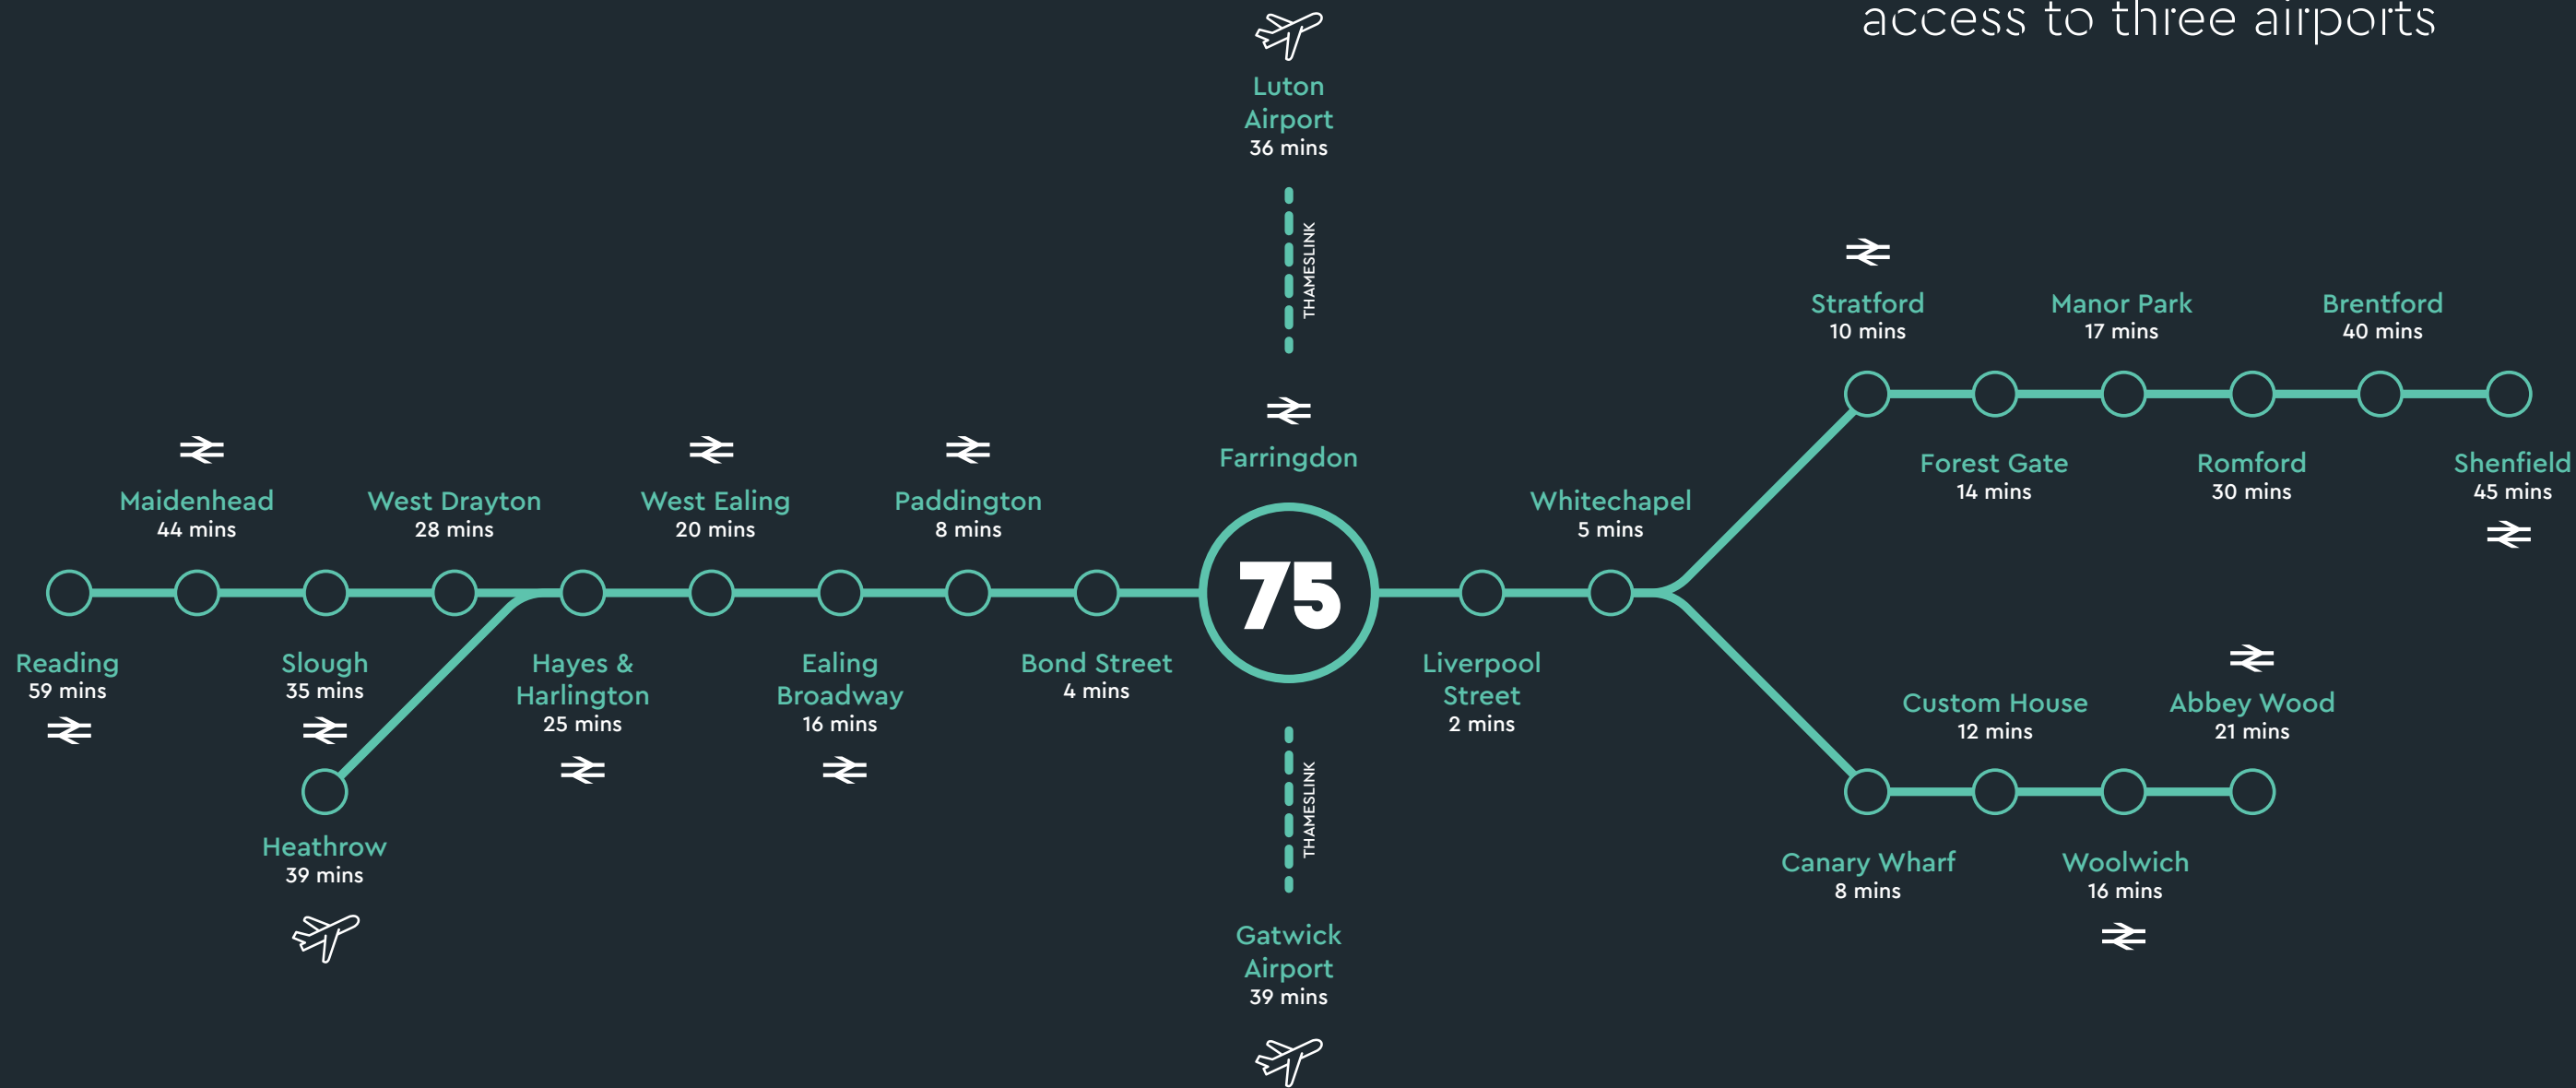 access to three airports
Luton
Airport
36 mins
THAMESLINK
Farringdon
75
THAMESLINK
Gatwick
Airport
39 mins
Reading
59 mins
Maidenhead
44 mins
Slough
35 mins
West Drayton
28 mins
Heathrow
39 mins
Hayes &
Harlington
25 mins
West Ealing
20 mins
Ealing
Broadway
16 mins
Paddington
8 mins
Bond Street
4 mins
Liverpool
Street
2 mins
Whitechapel
5 mins
Stratford
10 mins
Forest Gate
14 mins
Manor Park
17 mins
Romford
30 mins
Brentford
40 mins
Shenfield
45 mins
Canary Wharf
8 mins
Custom House
12 mins
Woolwich
16 mins
Abbey Wood
21 mins